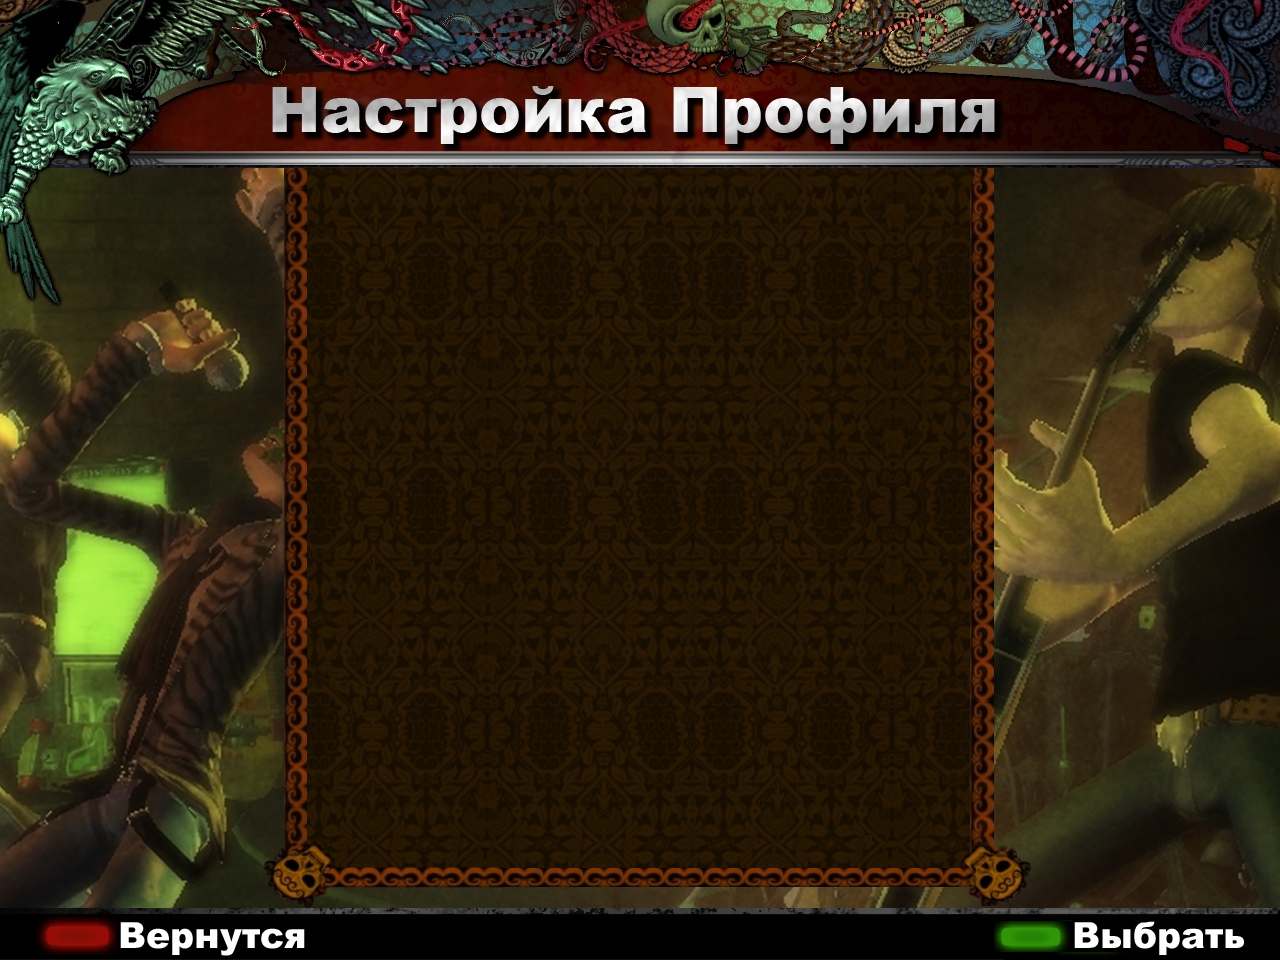 Настройка Профиля
Вернутся
Выбрать